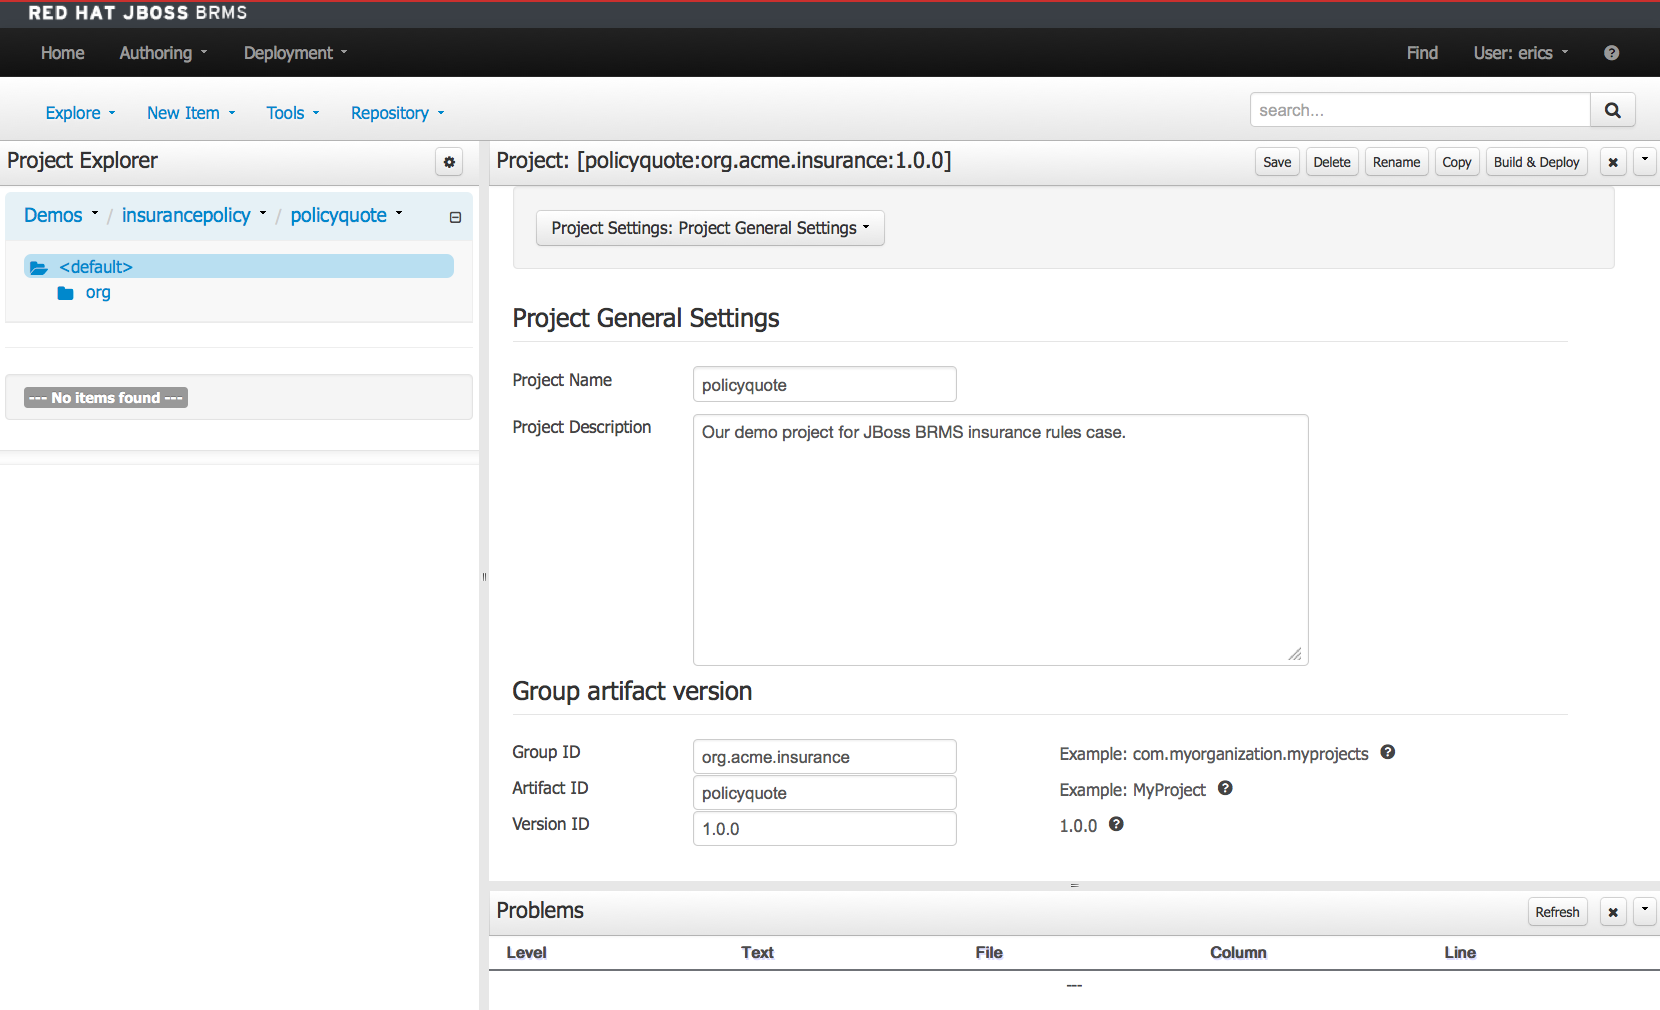 RED HAT JBOSS BRMS
Home Authoring Deployment Find User: erics
Explore New Item Tools Repository search...
Project Explorer
Demos / insurancepolicy / policyquote
<default>
org
--- No items found ---
Project: [policyquote:org.acme.insurance:1.0.0] Save Delete Rename Copy Build & Deploy
Project Settings: Project General Settings
Project General Settings
Project Name policyquote
Project Description Our demo project for JBoss BRMS insurance rules case.
Group artifact version
Group ID org.acme.insurance Example: com.myorganization.myprojects
Artifact ID policyquote Example: MyProject
Version ID 1.0.0 1.0.0
Problems Refresh
Level Text File Column Line
---